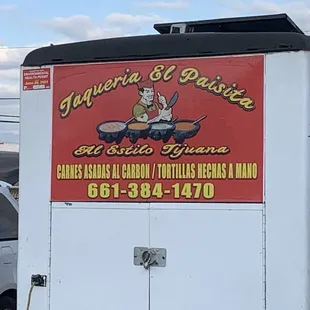 Taqueria El Paisita
Al Estilo Tijuana
CARNES ASADAS AL CARBON / TORTILLAS HECHAS A MANO
661-384-1470